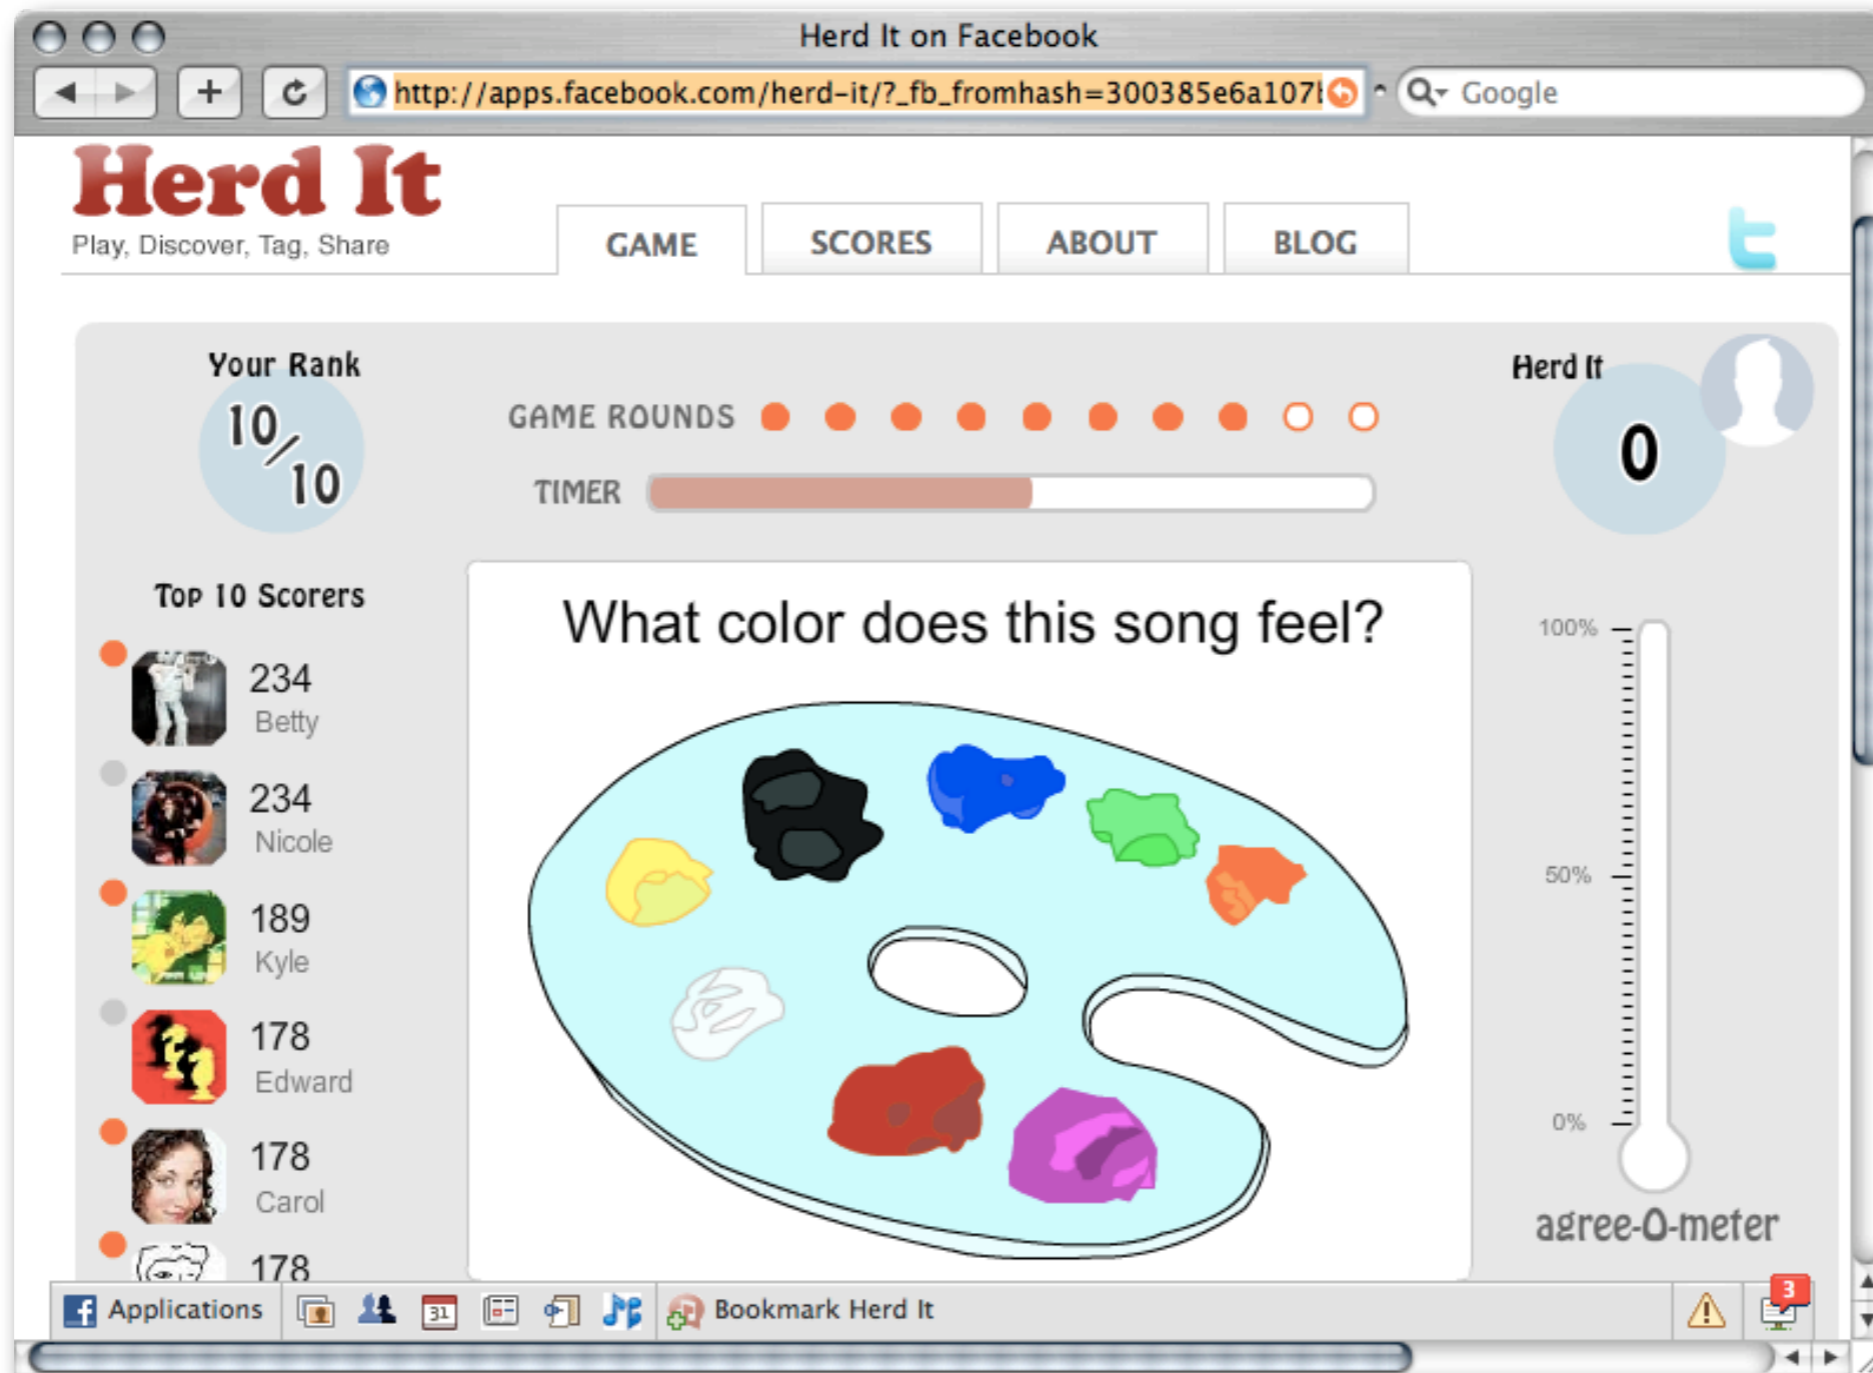 Herd It on Facebook
http://apps.facebook.com/herd-it/?_fb_fromhash=300385e6a107
Google
Herd It
Play, Discover, Tag, Share
GAME
SCORES
ABOUT
BLOG
Your Rank
10/10
GAME ROUNDS
TIMER
Herd It
0
Top 10 Scorers
234
Betty
234
Nicole
189
Kyle
178
Edward
178
Carol
178
What color does this song feel?
100%
50%
0%
agree-O-meter
Applications
31
Bookmark Herd It
3